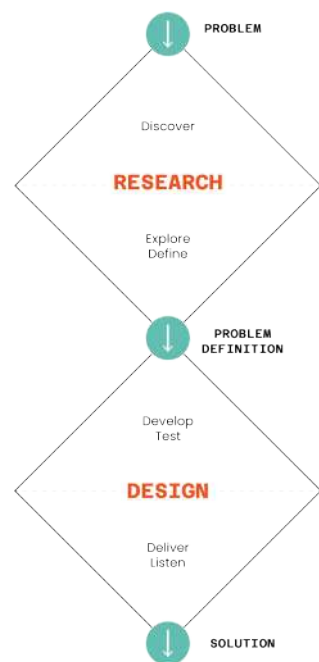 PROBLEM
Discover
RESEARCH
Explore
Define
PROBLEM
DEFINITION
Develop
Test
DESIGN
Deliver
Listen
SOLUTION